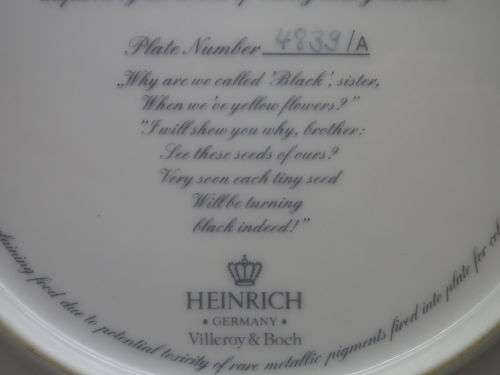 Plate Number 4839/A
„Why are we called 'Black', sister,
When we've yellow flowers?"
"I will show you why, brother:
See these seeds of ours?
Very soon each tiny seed
Will be turning
black indeed!"
HEINRICH
• GERMANY •
Villeroy & Boch
food due to potential toxicity of rare metallic pigments fired into plate for